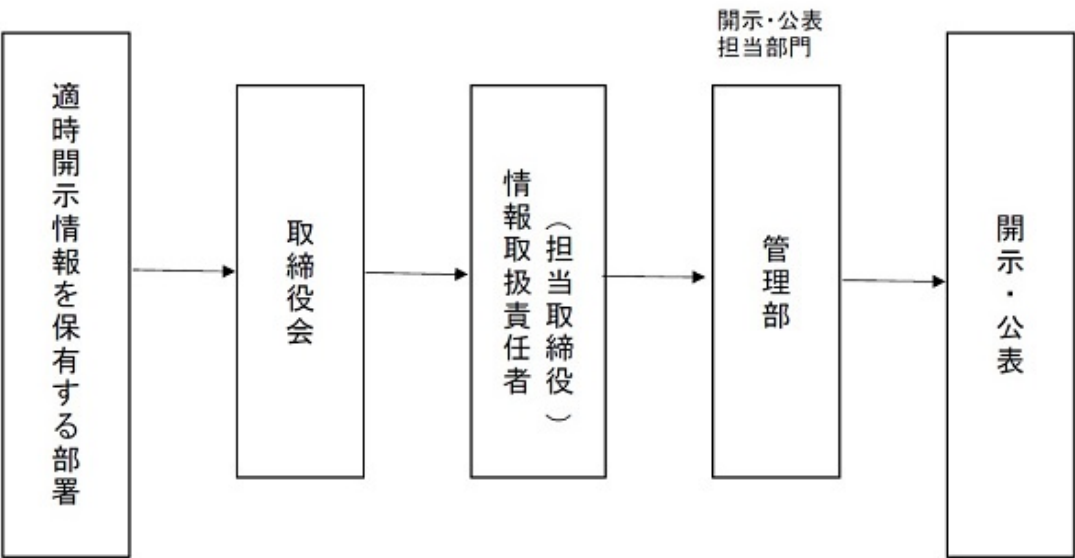 適時開示情報を保有する部署
取締役会
情報取扱責任者
（担当取締役）
開示・公表
担当部門
管理部
開示・公表